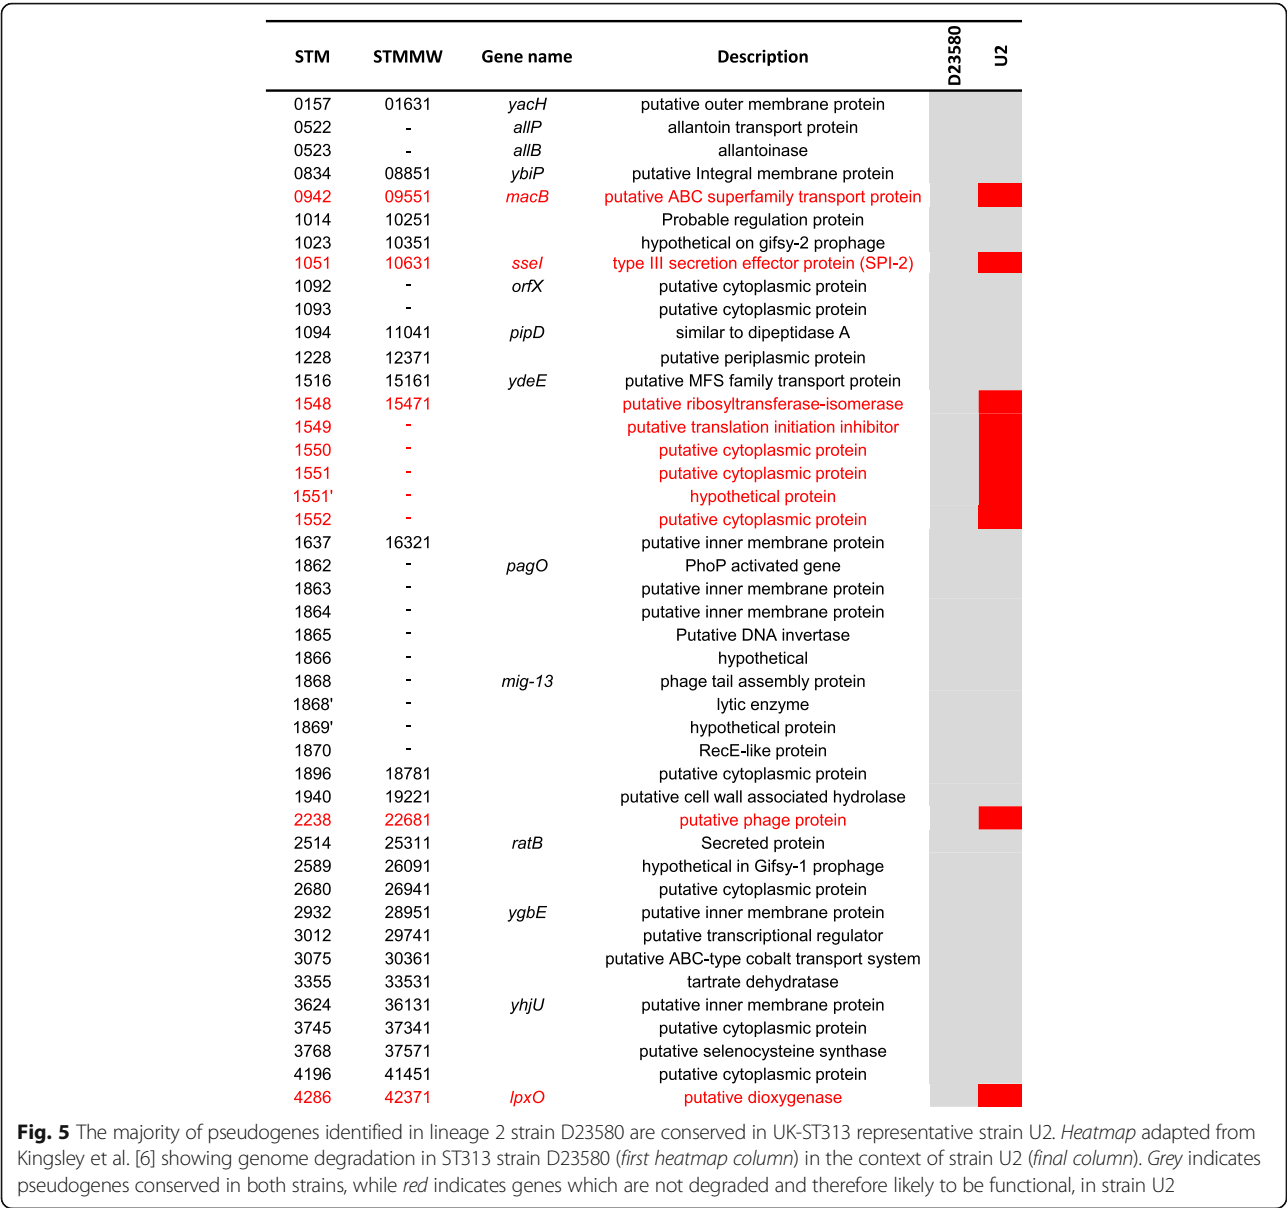 STM STMMW Gene name Description D23580 U2
0157 01631 yacH putative outer membrane protein
0522 - allP allantoin transport protein
0523 - allB allantoinase
0834 08851 ybiP putative Integral membrane protein
0942 09551 macB putative ABC superfamily transport protein
1014 10251 Probable regulation protein
1023 10351 hypothetical on gifsy-2 prophage
1051 10631 sseI type III secretion effector protein (SPI-2)
1092 - orfX putative cytoplasmic protein
1093 - putative cytoplasmic protein
1094 11041 pipD similar to dipeptidase A
1228 12371 putative periplasmic protein
1516 15161 ydeE putative MFS family transport protein
1548 15471 putative ribosyltransferase-isomerase
1549 - putative translation initiation inhibitor
1550 - putative cytoplasmic protein
1551 - putative cytoplasmic protein
1551' - hypothetical protein
1552 - putative cytoplasmic protein
1637 16321 putative inner membrane protein
1862 - pagO PhoP activated gene
1863 - putative inner membrane protein
1864 - putative inner membrane protein
1865 - Putative DNA invertase
1866 - hypothetical
1868 - mig-13 phage tail assembly protein
1868' - lytic enzyme
1869' - hypothetical protein
1870 - RecE-like protein
1896 18781 putative cytoplasmic protein
1940 19221 putative cell wall associated hydrolase
2238 22681 putative phage protein
2514 25311 ratB Secreted protein
2589 26091 hypothetical in Gifsy-1 prophage
2680 26941 putative cytoplasmic protein
2932 28951 ygbE putative inner membrane protein
3012 29741 putative transcriptional regulator
3075 30361 putative ABC-type cobalt transport system
3355 33531 tartrate dehydratase
3624 36131 yhjU putative inner membrane protein
3745 37341 putative cytoplasmic protein
3768 37571 putative selenocysteine synthase
4196 41451 putative cytoplasmic protein
4286 42371 lpxO putative dioxygenase
Fig. 5 The majority of pseudogenes identified in lineage 2 strain D23580 are conserved in UK-ST313 representative strain U2. Heatmap adapted from
Kingsley et al. [6] showing genome degradation in ST313 strain D23580 (first heatmap column) in the context of strain U2 (final column). Grey indicates
pseudogenes conserved in both strains, while red indicates genes which are not degraded and therefore likely to be functional, in strain U2